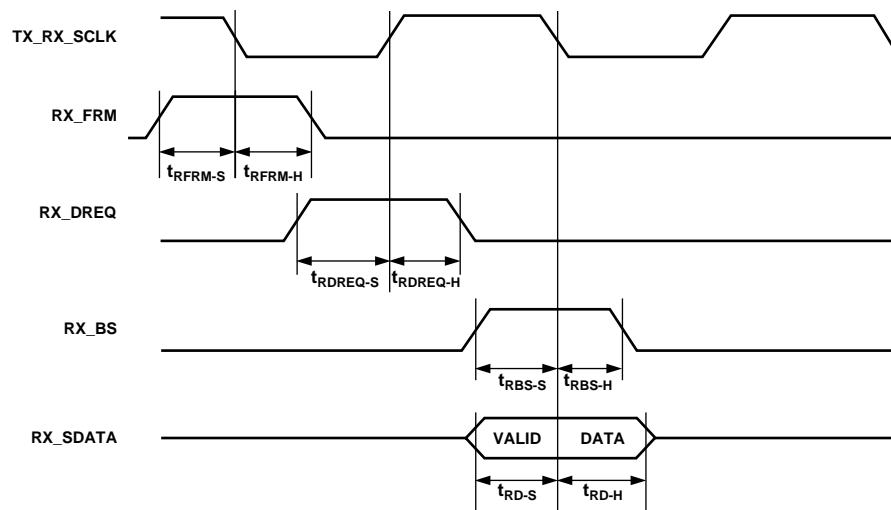 TX_RX_SCLK
RX_FRM
tRFRM-S
tRFRM-H
RX_DREQ
tRDREQ-S
tRDREQ-H
RX_BS
tRBS-S
tRBS-H
RX_SDATA
VALID
DATA
tRD-S
tRD-H